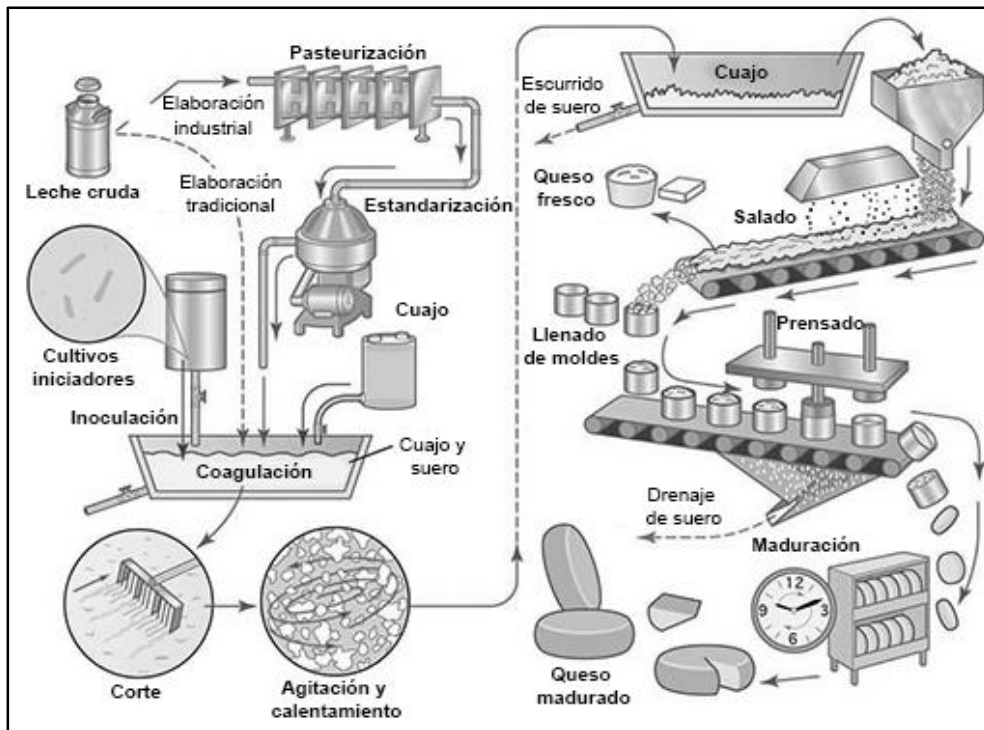 Pasteurización
Elaboración
industrial
Leche cruda
Elaboración
tradicional
Estandarización
Cultivos
iniciadores
Inoculación
Cuajo
Coagulación
Cuajo y
suero
Corte
Agitación y
calentamiento
Cuajo
Escurrido
de suero
Queso
fresco
Salado
Llenado
de moldes
Prensado
Drenaje
de suero
Maduración
12
9
3
6
Queso
madurado